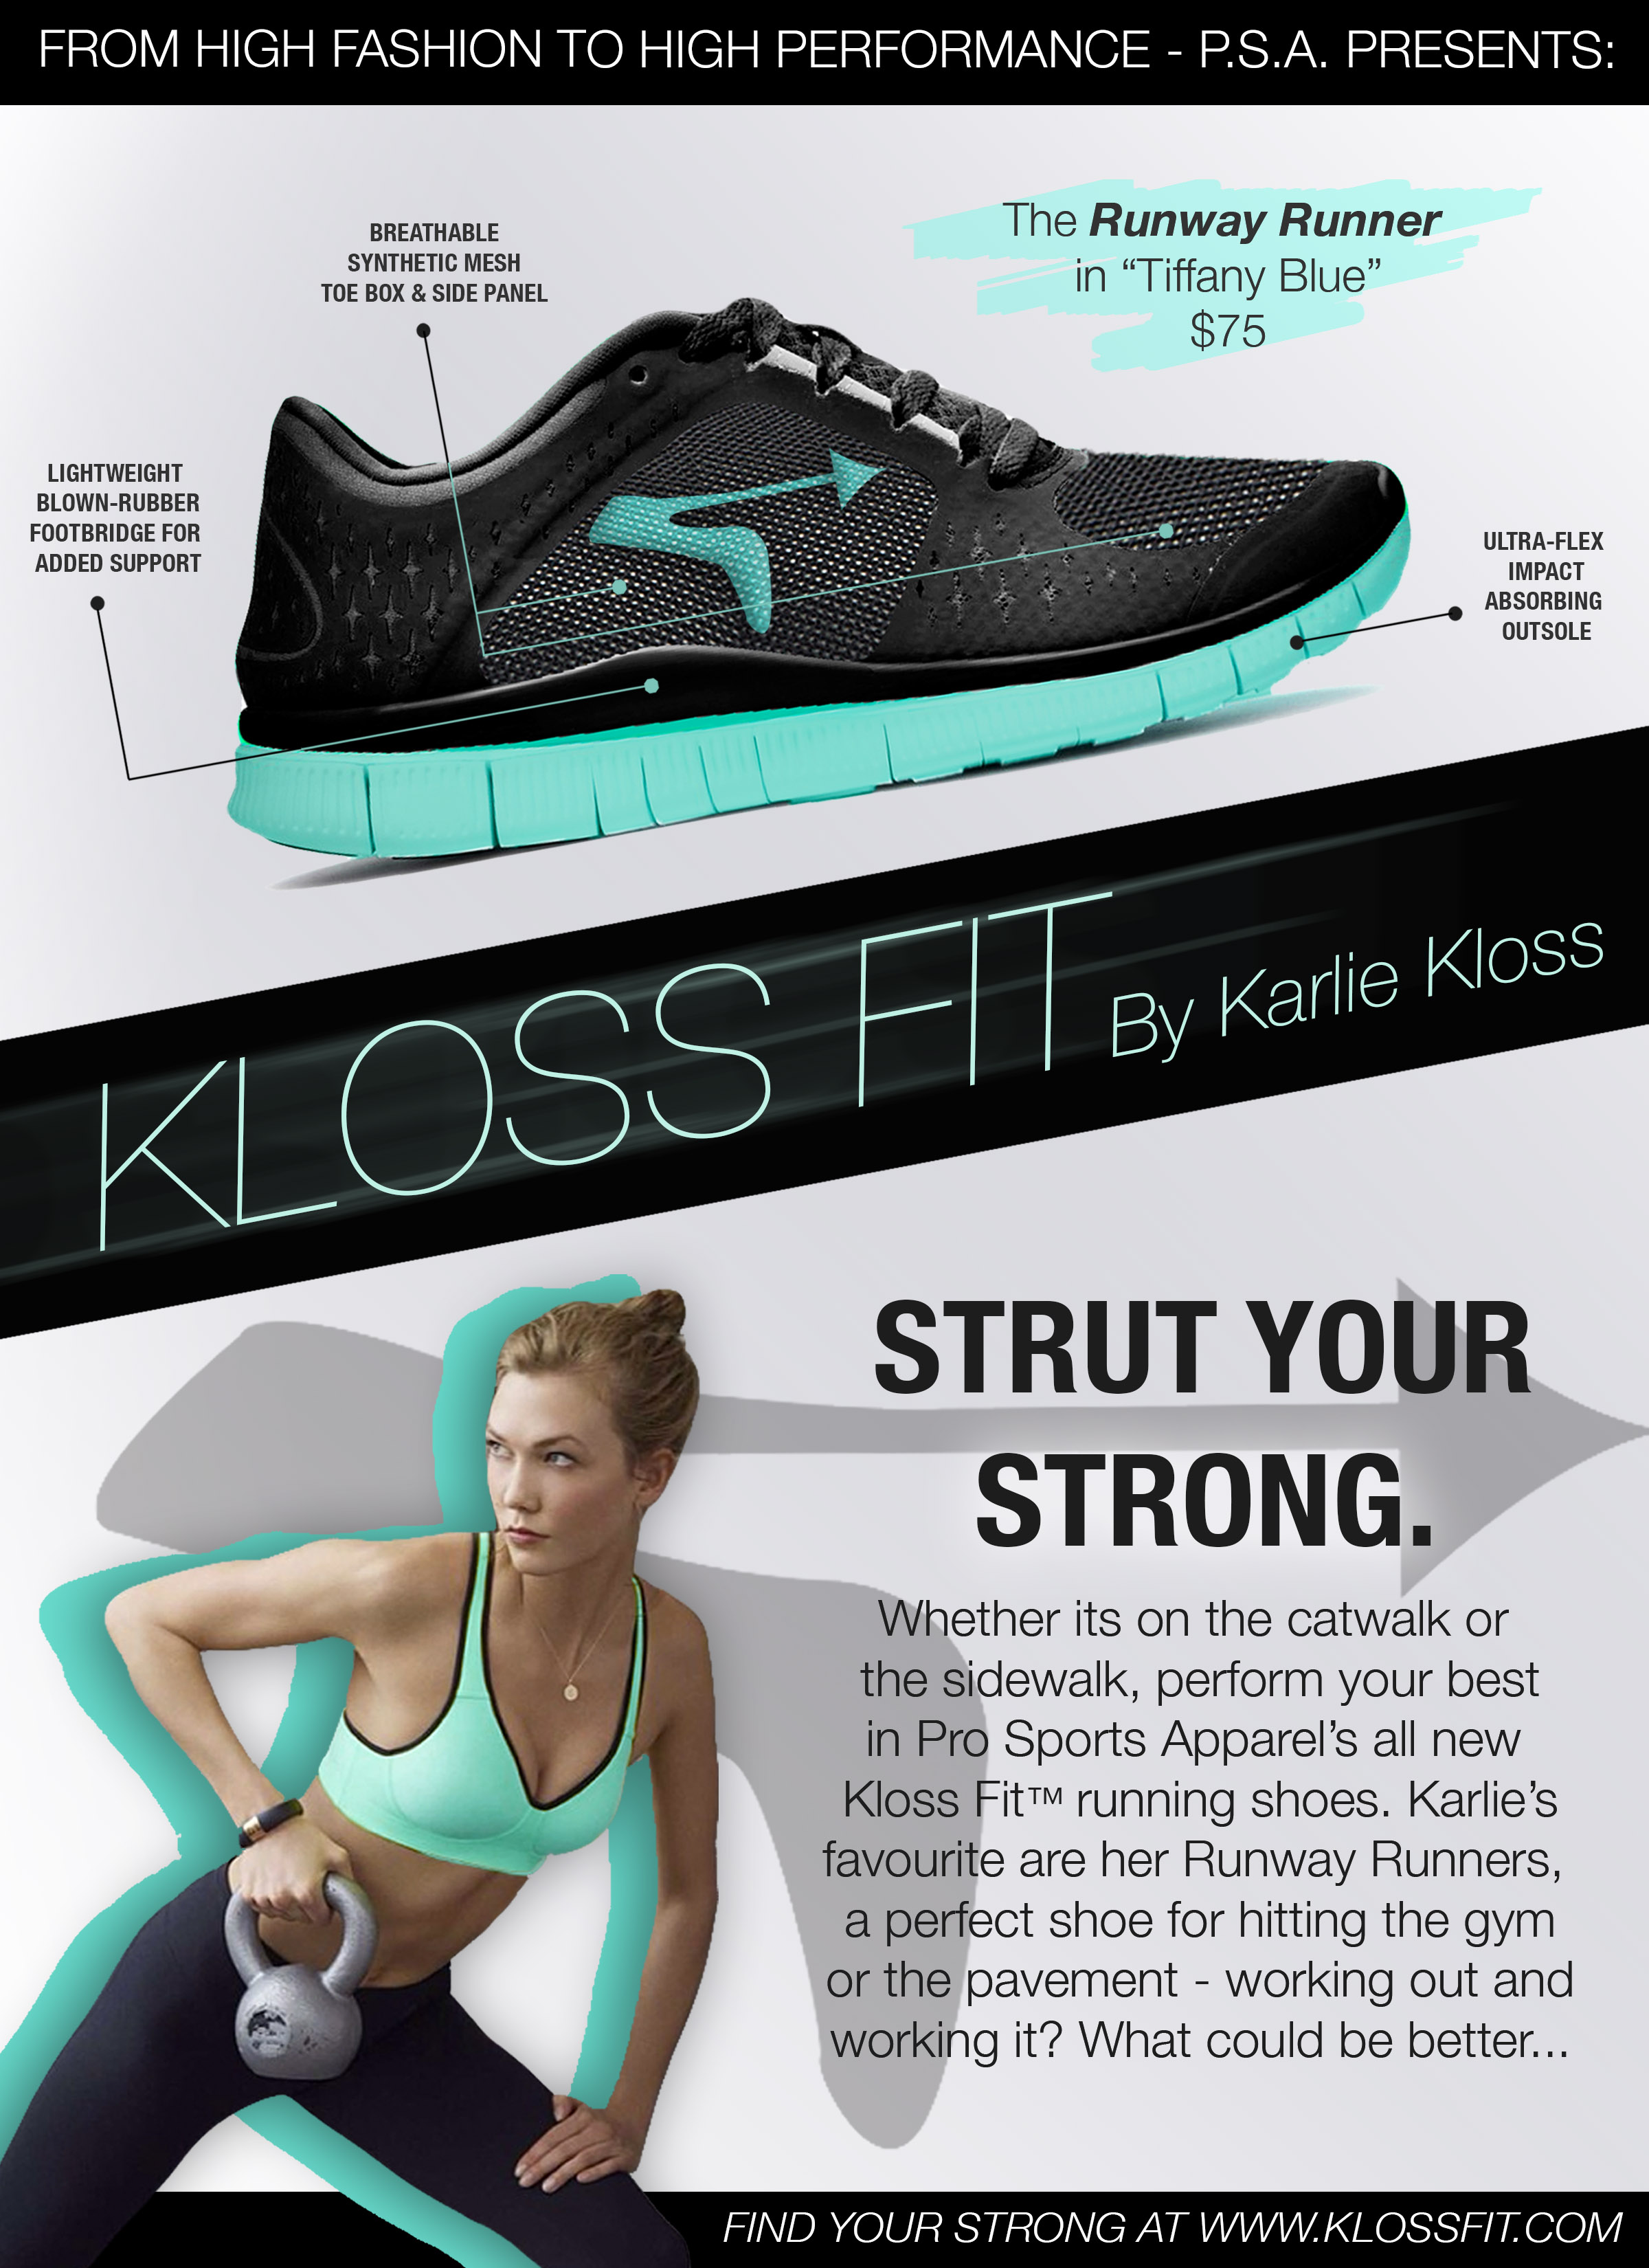 FROM HIGH FASHION TO HIGH PERFORMANCE - P.S.A. PRESENTS:
The Runway Runner
in “Tiffany Blue”
$75
BREATHABLE
SYNTHETIC MESH
TOE BOX & SIDE PANEL
LIGHTWEIGHT
BLOWN-RUBBER
FOOTBRIDGE FOR
ADDED SUPPORT
ULTRA-FLEX
IMPACT
ABSORBING
OUTSOLE
KLOSS FIT By Karlie Kloss
STRUT YOUR
STRONG.
Whether its on the catwalk or
the sidewalk, perform your best
in Pro Sports Apparel’s all new
Kloss Fit™ running shoes. Karlie’s
favourite are her Runway Runners,
a perfect shoe for hitting the gym
or the pavement - working out and
working it? What could be better...
FIND YOUR STRONG AT WWW.KLOSSFIT.COM